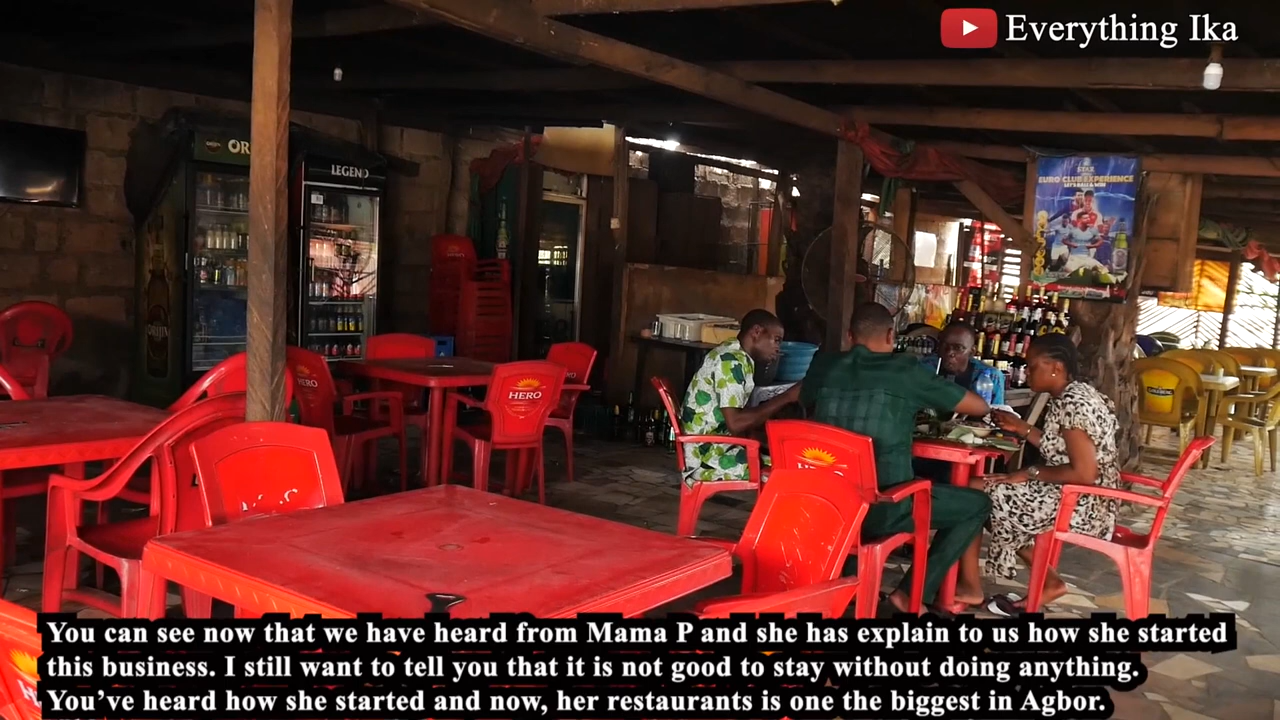 Everything Ika
LEGEND
STAR
EURO CLUB EXPERIENCE
HERO
HERO
You can see now that we have heard from Mama P and she has explain to us how she started
this business. I still want to tell you that it is not good to stay without doing anything.
You’ve heard how she started and now, her restaurants is one the biggest in Agbor.